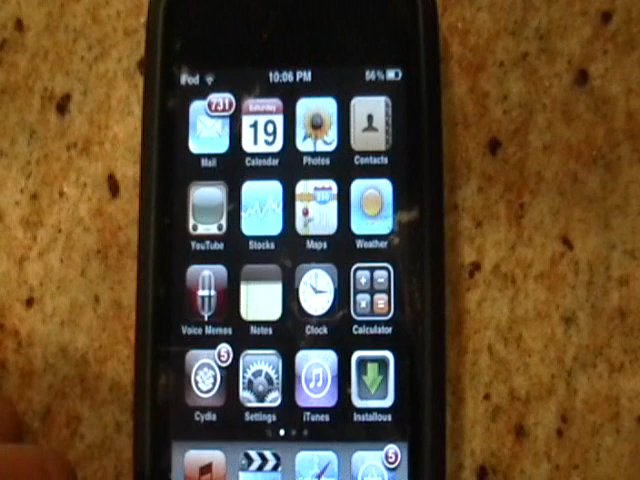 iPod 10:06 PM 56%
731
Saturday
19
Mail Calendar Photos Contacts
YouTube Stocks Maps Weather
Voice Memos Notes Clock Calculator
5
Cydia Settings iTunes Installous
5